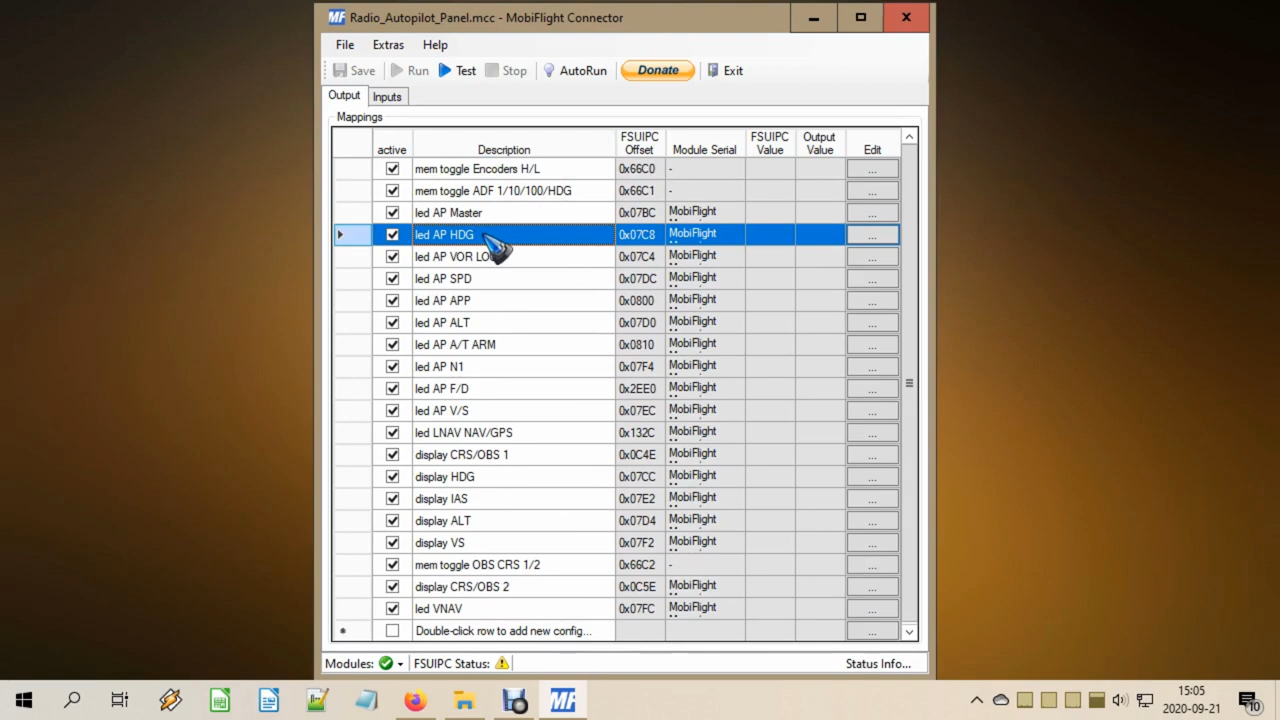 MF Radio_Autopilot_Panel.mcc - MobiFlight Connector
File Extras Help
Save Run Test Stop AutoRun Donate Exit
Output Inputs
Mappings
active Description FSUIPC Offset Module Serial FSUIPC Value Output Value Edit
mem toggle Encoders H/L 0x66C0 - ...
mem toggle ADF 1/10/100/HDG 0x66C1 - ...
led AP Master 0x07BC MobiFlight ...
led AP HDG 0x07C8 MobiFlight ...
led AP VOR LO 0x07C4 MobiFlight ...
led AP SPD 0x07DC MobiFlight ...
led AP APP 0x0800 MobiFlight ...
led AP ALT 0x07D0 MobiFlight ...
led AP A/T ARM 0x0810 MobiFlight ...
led AP N1 0x07F4 MobiFlight ...
led AP F/D 0x2EE0 MobiFlight ...
led AP V/S 0x07EC MobiFlight ...
led LNAV NAV/GPS 0x132C MobiFlight ...
display CRS/OBS 1 0x0C4E MobiFlight ...
display HDG 0x07CC MobiFlight ...
display IAS 0x07E2 MobiFlight ...
display ALT 0x07D4 MobiFlight ...
display VS 0x07F2 MobiFlight ...
mem toggle OBS CRS 1/2 0x66C2 - ...
display CRS/OBS 2 0x0C5E MobiFlight ...
led VNAV 0x07FC MobiFlight ...
* Double-click row to add new config... ...
Modules: FSUIPC Status: Status Info...
MF 15:05
2020-09-21 10